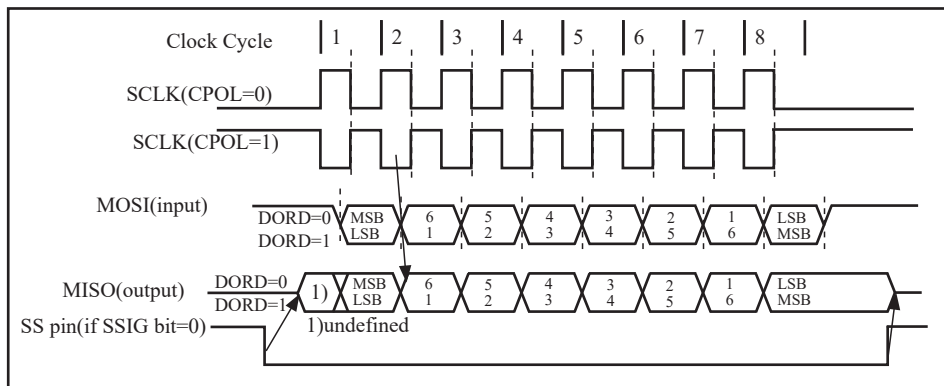 Clock Cycle 1 2 3 4 5 6 7 8
SCLK(CPOL=0)
SCLK(CPOL=1)
MOSI(input)
DORD=0 MSB 6 5 4 3 2 1 LSB
DORD=1 LSB 1 2 3 4 5 6 MSB
MISO(output)
DORD=0 1) MSB 6 5 4 3 2 1 LSB
DORD=1 LSB 1 2 3 4 5 6 MSB
SS pin(if SSIG bit=0)
1)undefined